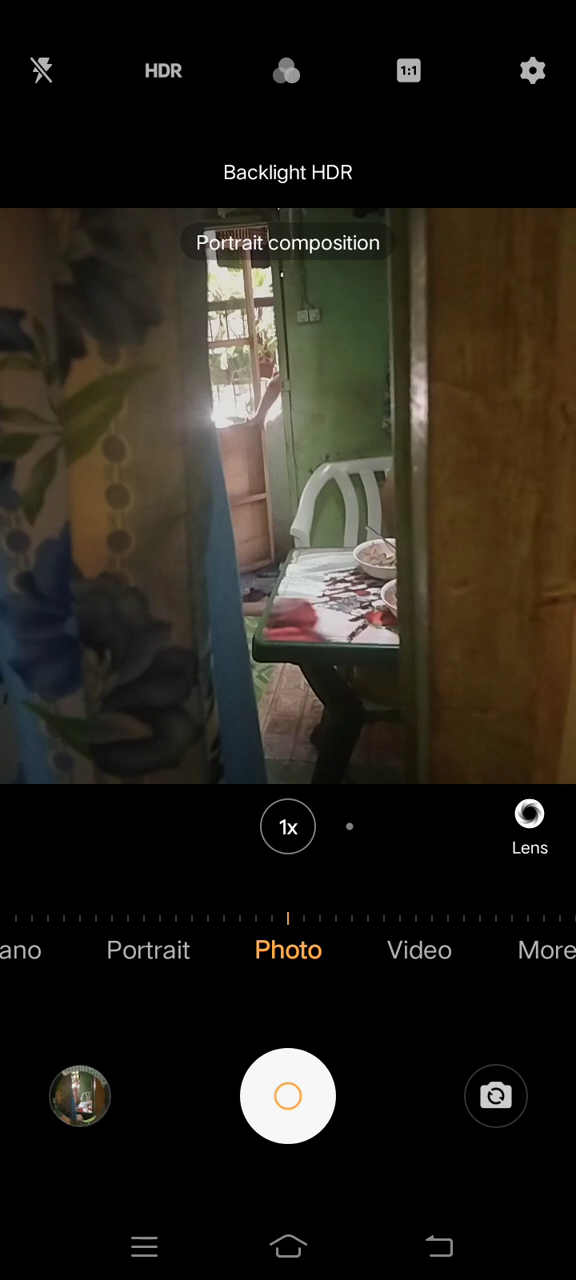 HDR
1:1
Backlight HDR
Portrait composition
1x
Lens
ano
Portrait
Photo
Video
More